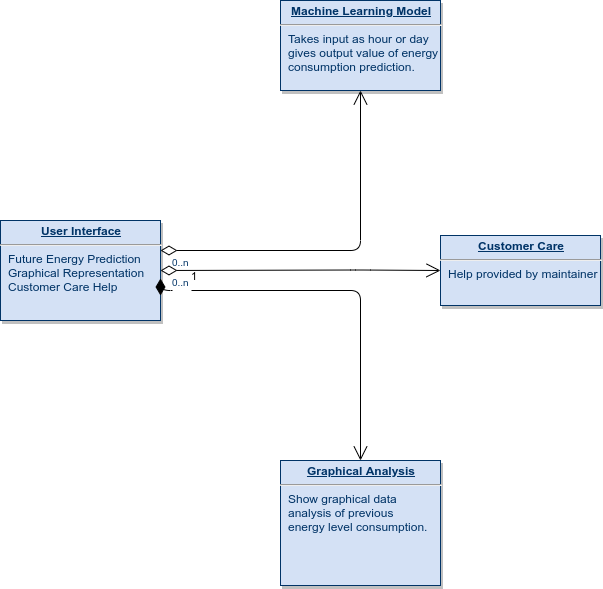 Machine Learning Model
Takes input as hour or day
gives output value of energy
consumption prediction.
User Interface
Future Energy Prediction
Graphical Representation
Customer Care Help
0..n
1
0..n
Customer Care
Help provided by maintainer
Graphical Analysis
Show graphical data
analysis of previous
energy level consumption.